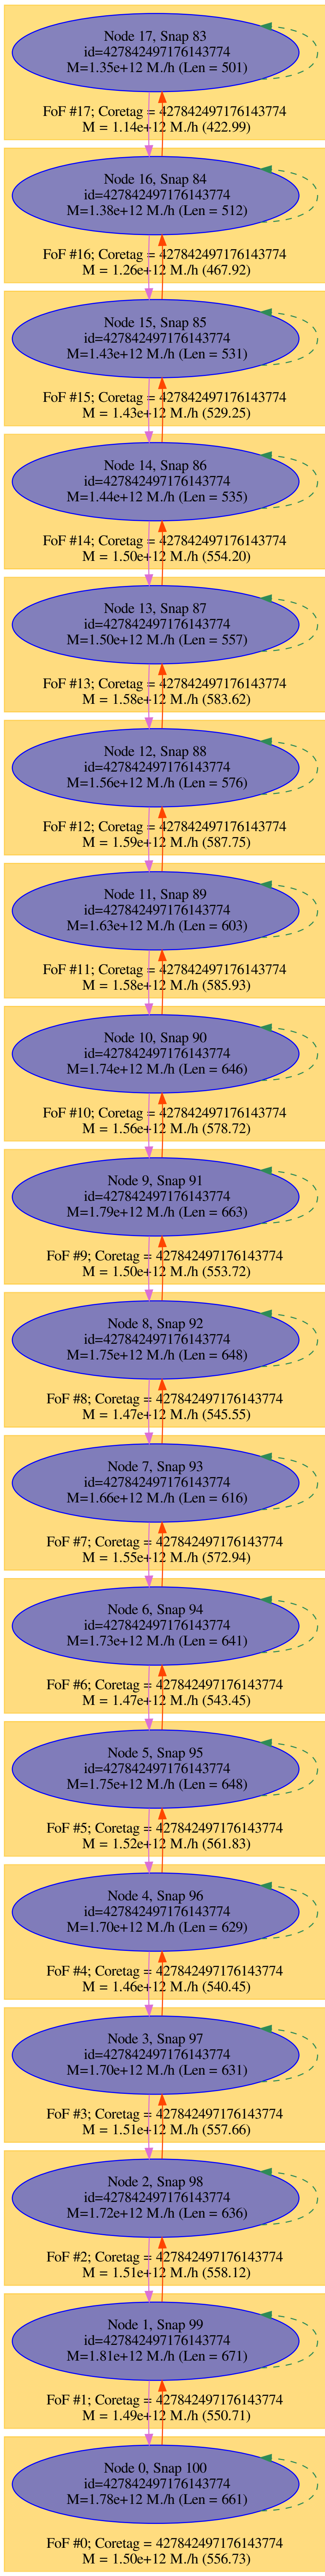 Node 17, Snap 83
id=427842497176143774
M=1.35e+12 M./h (Len = 501)
FoF #17; Coretag = 427842497176143774
M = 1.14e+12 M./h (422.99)
Node 16, Snap 84
id=427842497176143774
M=1.38e+12 M./h (Len = 512)
FoF #16; Coretag = 427842497176143774
M = 1.26e+12 M./h (467.92)
Node 15, Snap 85
id=427842497176143774
M=1.43e+12 M./h (Len = 531)
FoF #15; Coretag = 427842497176143774
M = 1.43e+12 M./h (529.25)
Node 14, Snap 86
id=427842497176143774
M=1.44e+12 M./h (Len = 535)
FoF #14; Coretag = 427842497176143774
M = 1.50e+12 M./h (554.20)
Node 13, Snap 87
id=427842497176143774
M=1.50e+12 M./h (Len = 557)
FoF #13; Coretag = 427842497176143774
M = 1.58e+12 M./h (583.62)
Node 12, Snap 88
id=427842497176143774
M=1.56e+12 M./h (Len = 576)
FoF #12; Coretag = 427842497176143774
M = 1.59e+12 M./h (587.75)
Node 11, Snap 89
id=427842497176143774
M=1.63e+12 M./h (Len = 603)
FoF #11; Coretag = 427842497176143774
M = 1.58e+12 M./h (585.93)
Node 10, Snap 90
id=427842497176143774
M=1.74e+12 M./h (Len = 646)
FoF #10; Coretag = 427842497176143774
M = 1.56e+12 M./h (578.72)
Node 9, Snap 91
id=427842497176143774
M=1.79e+12 M./h (Len = 663)
FoF #9; Coretag = 427842497176143774
M = 1.50e+12 M./h (553.72)
Node 8, Snap 92
id=427842497176143774
M=1.75e+12 M./h (Len = 648)
FoF #8; Coretag = 427842497176143774
M = 1.47e+12 M./h (545.55)
Node 7, Snap 93
id=427842497176143774
M=1.66e+12 M./h (Len = 616)
FoF #7; Coretag = 427842497176143774
M = 1.55e+12 M./h (572.94)
Node 6, Snap 94
id=427842497176143774
M=1.73e+12 M./h (Len = 641)
FoF #6; Coretag = 427842497176143774
M = 1.47e+12 M./h (543.45)
Node 5, Snap 95
id=427842497176143774
M=1.75e+12 M./h (Len = 648)
FoF #5; Coretag = 427842497176143774
M = 1.52e+12 M./h (561.83)
Node 4, Snap 96
id=427842497176143774
M=1.70e+12 M./h (Len = 629)
FoF #4; Coretag = 427842497176143774
M = 1.46e+12 M./h (540.45)
Node 3, Snap 97
id=427842497176143774
M=1.70e+12 M./h (Len = 631)
FoF #3; Coretag = 427842497176143774
M = 1.51e+12 M./h (557.66)
Node 2, Snap 98
id=427842497176143774
M=1.72e+12 M./h (Len = 636)
FoF #2; Coretag = 427842497176143774
M = 1.51e+12 M./h (558.12)
Node 1, Snap 99
id=427842497176143774
M=1.81e+12 M./h (Len = 671)
FoF #1; Coretag = 427842497176143774
M = 1.49e+12 M./h (550.71)
Node 0, Snap 100
id=427842497176143774
M=1.78e+12 M./h (Len = 661)
FoF #0; Coretag = 427842497176143774
M = 1.50e+12 M./h (556.73)